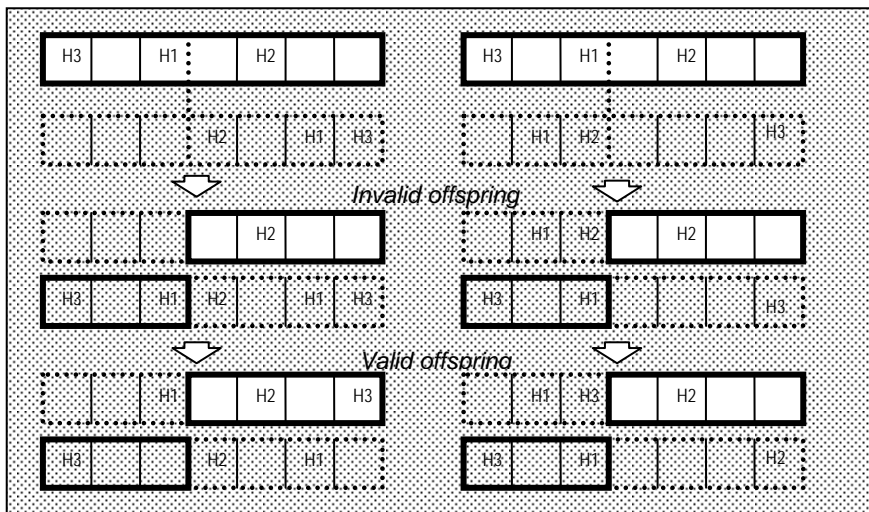 H3 H1 H2 H3 H1 H2
H2 H1 H3 H1 H2 H3
Invalid offspring
H2 H1 H2 H2
H3 H1 H2 H1 H3 H3 H1 H3
Valid offspring
H1 H2 H3 H1 H3 H2
H3 H2 H1 H3 H1 H2